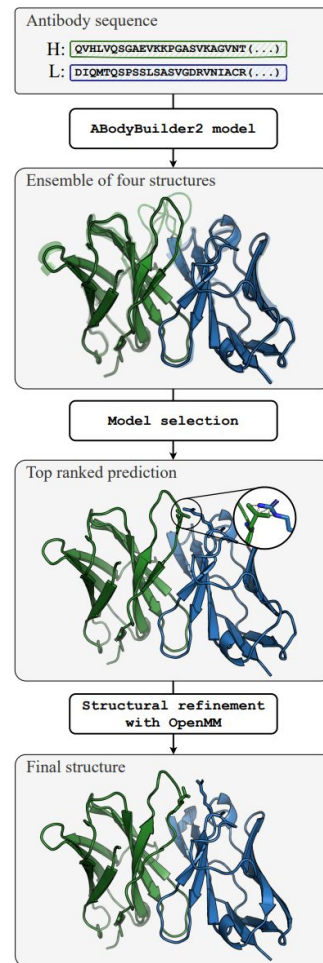 Antibody sequence
H: QVHLVQSGAEVKKPGASVKAGVNT(...)
L: DIQMTQSPSSLSASVGDRVNIACR(...)
ABodyBuilder2 model
Ensemble of four structures
Model selection
Top ranked prediction
Structural refinement
with OpenMM
Final structure